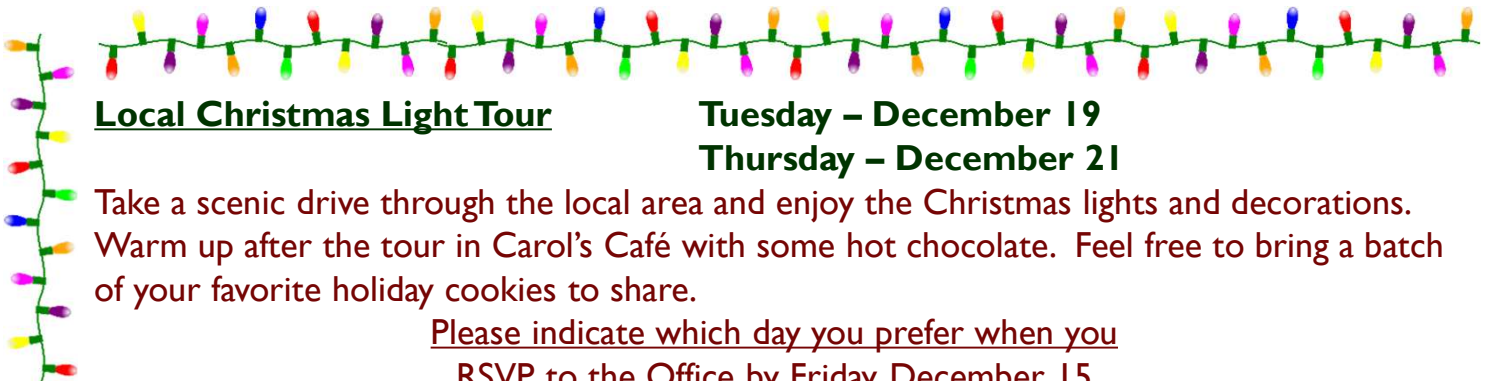 Local Christmas Light Tour Tuesday – December 19
Thursday – December 21
Take a scenic drive through the local area and enjoy the Christmas lights and decorations.
Warm up after the tour in Carol's Café with some hot chocolate. Feel free to bring a batch
of your favorite holiday cookies to share.
Please indicate which day you prefer when you
RSVP to the Office by Friday December 15